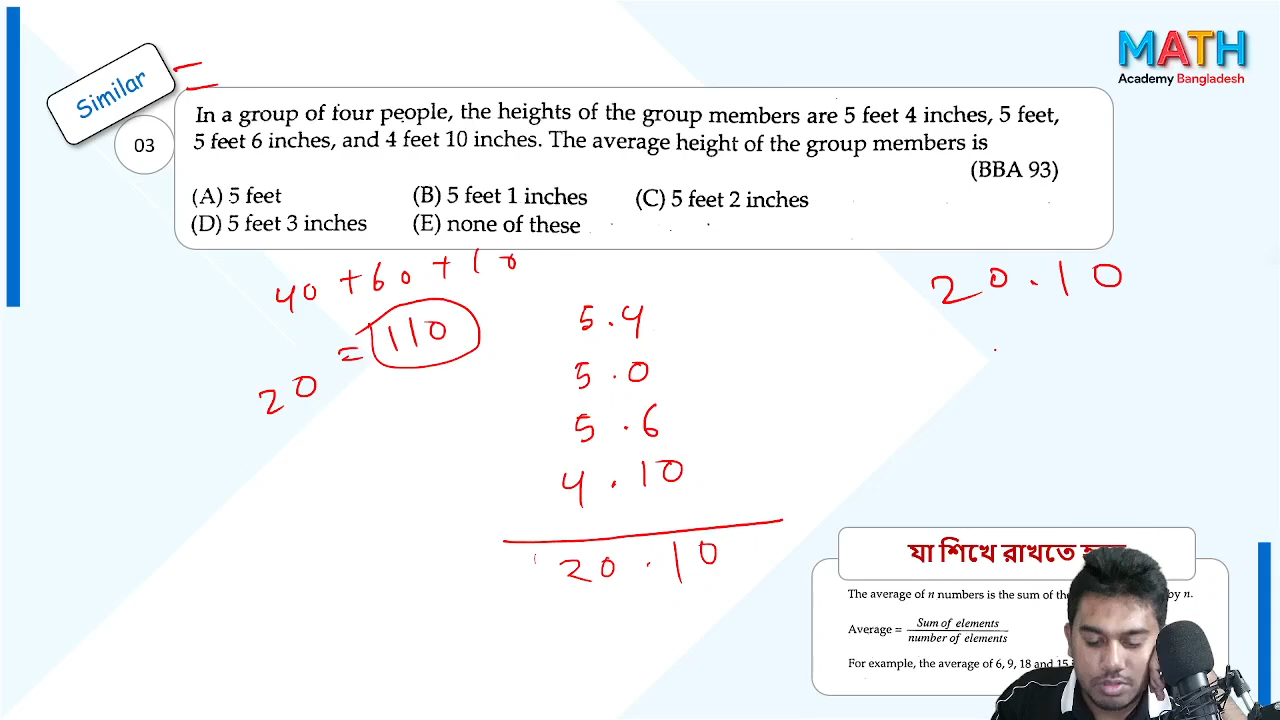 MATH
Academy Bangladesh
Similar
03
In a group of four people, the heights of the group members are 5 feet 4 inches, 5 feet,
5 feet 6 inches, and 4 feet 10 inches. The average height of the group members is
(BBA 93)
(A) 5 feet (B) 5 feet 1 inches (C) 5 feet 2 inches
(D) 5 feet 3 inches (E) none of these
40 + 60 + 10
= 110
20
5.4
5.0
5.6
4.10
20.10
20.10
যা শিখে রাখতে
The average of n numbers is the sum of the by n.
Average = Sum of elements / number of elements
For example, the average of 6, 9, 18 and 15